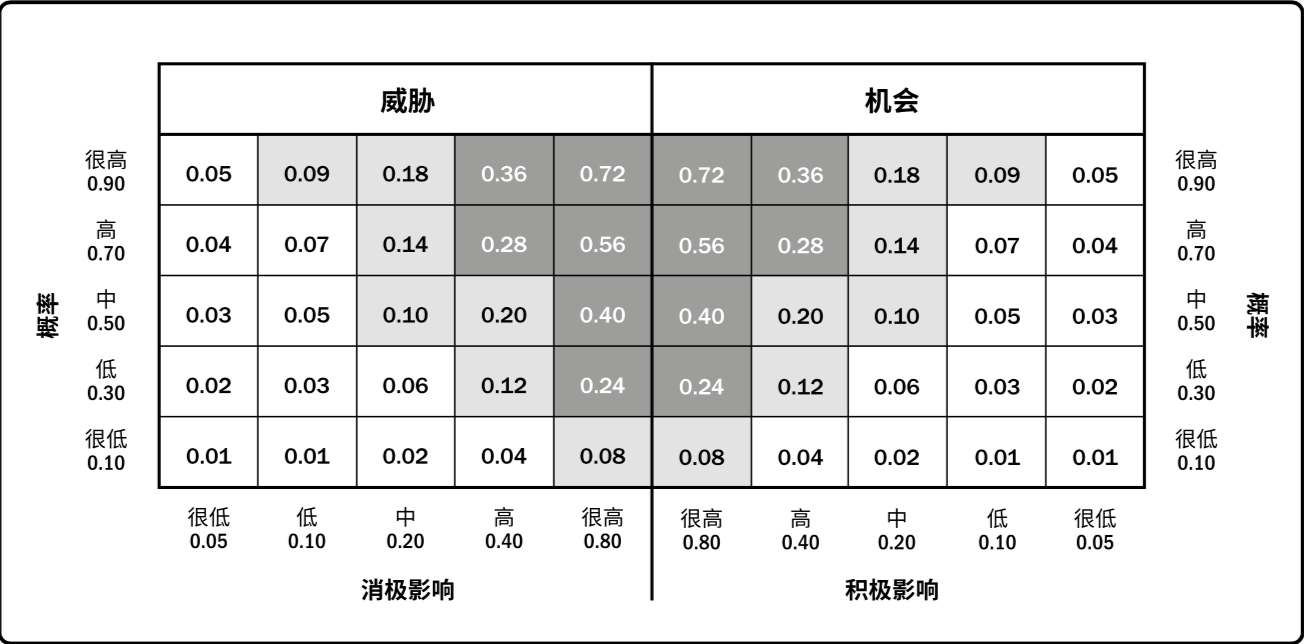 威胁 机会
很高 0.90 0.05 0.09 0.18 0.36 0.72 0.72 0.36 0.18 0.09 0.05 很高 0.90
高 0.70 0.04 0.07 0.14 0.28 0.56 0.56 0.28 0.14 0.07 0.04 高 0.70
概率 中 0.50 0.03 0.05 0.10 0.20 0.40 0.40 0.20 0.10 0.05 0.03 中 0.50 概率
低 0.30 0.02 0.03 0.06 0.12 0.24 0.24 0.12 0.06 0.03 0.02 低 0.30
很低 0.10 0.01 0.01 0.02 0.04 0.08 0.08 0.04 0.02 0.01 0.01 很低 0.10
很低 低 中 高 很高 很高 高 中 低 很低
0.05 0.10 0.20 0.40 0.80 0.80 0.40 0.20 0.10 0.05
消极影响 积极影响